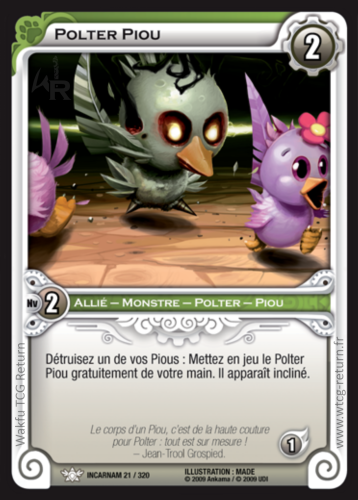 Polter Piou
2
Nv 2 Allié – Monstre – Polter – Piou
Détruisez un de vos Pious : Mettez en jeu le Polter
Piou gratuitement de votre main. Il apparaît incliné.
Le corps d'un Piou, c'est de la haute couture
pour Polter : tout est sur mesure !
– Jean-Trool Grospied.
1
INCARNAM 21 / 320
ILLUSTRATION : MADE
© 2009 Ankama / © 2009 UDI
Wakfu TCG Return
www.wtcg-return.fr